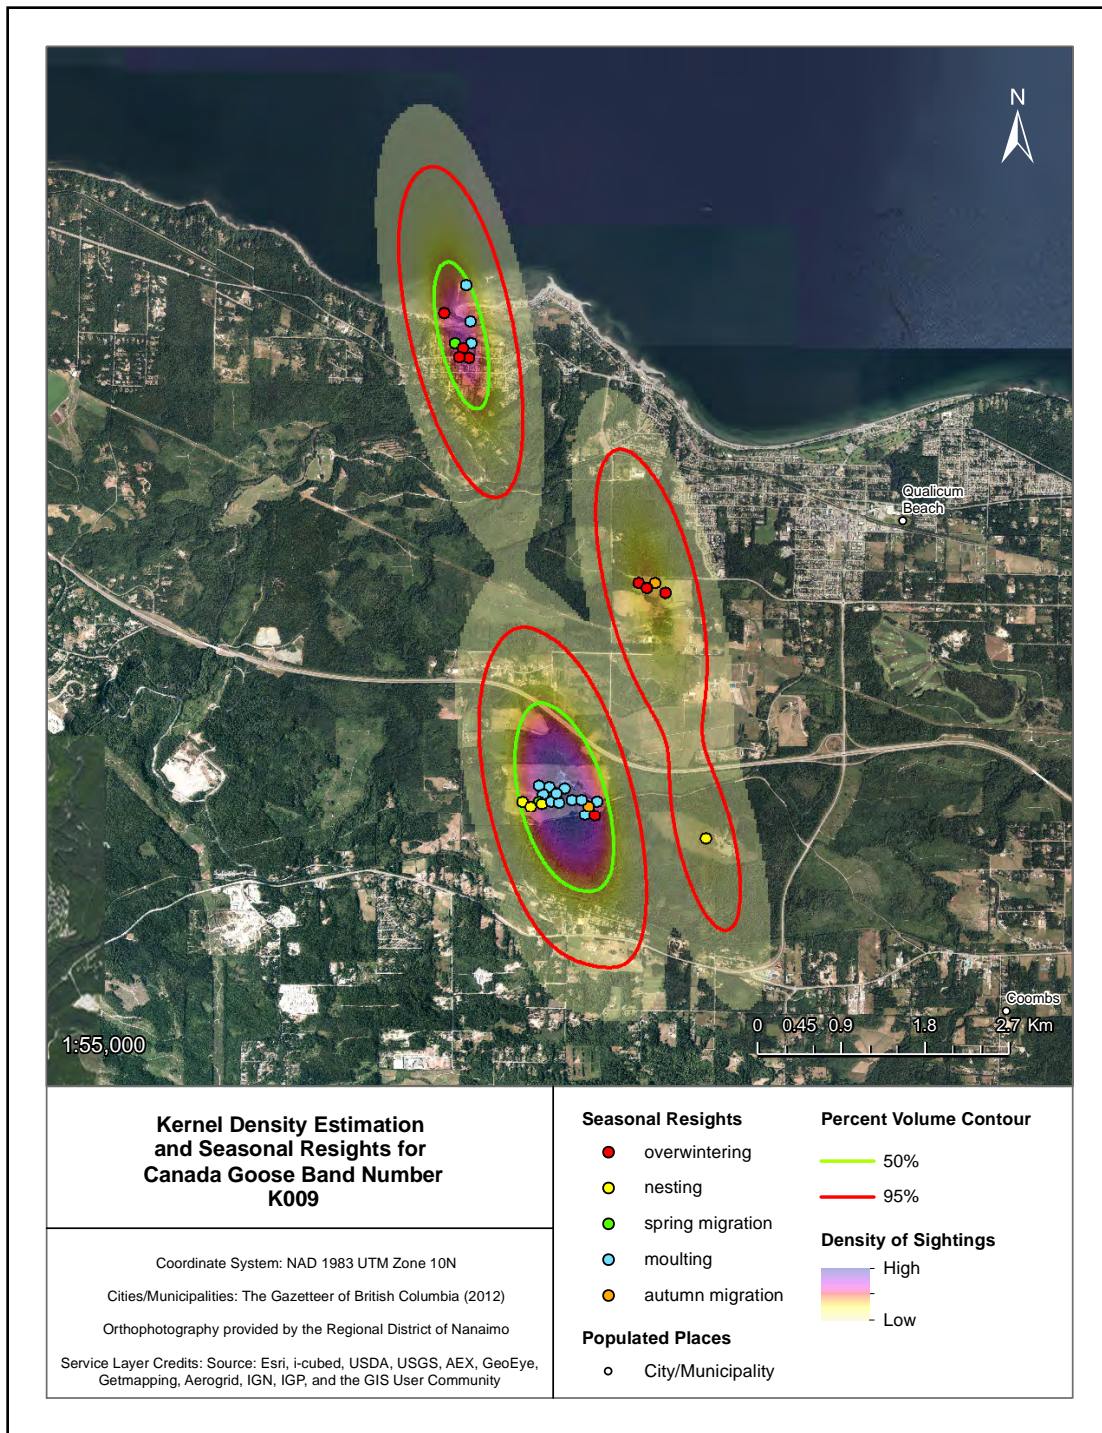 N
Qualicum
Beach
Coombs
0 0.45 0.9 1.8 2.7 Km
1:55,000
Kernel Density Estimation
and Seasonal Resights for
Canada Goose Band Number
K009
Coordinate System: NAD 1983 UTM Zone 10N
Cities/Municipalities: The Gazetteer of British Columbia (2012)
Orthophotography provided by the Regional District of Nanaimo
Service Layer Credits: Source: Esri, i-cubed, USDA, USGS, AEX, GeoEye,
Getmapping, Aerogrid, IGN, IGP, and the GIS User Community
Seasonal Resights
overwintering
nesting
spring migration
moulting
autumn migration
Populated Places
City/Municipality
Percent Volume Contour
50%
95%
Density of Sightings
High
Low